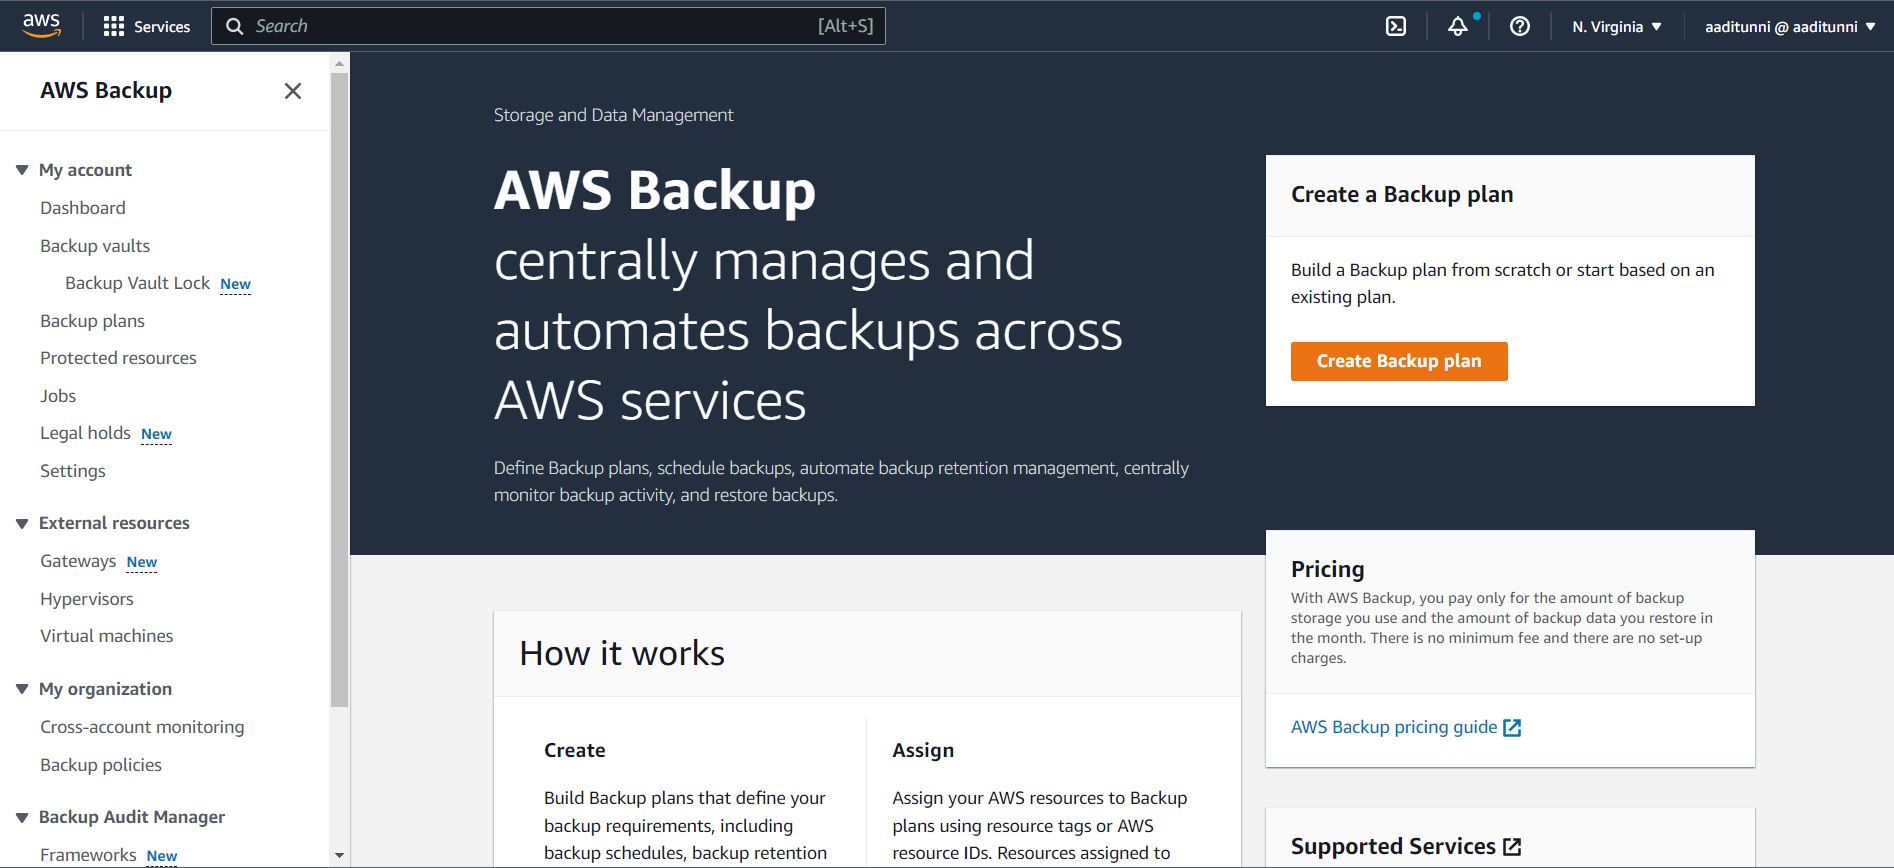 aws
Services
Search
[Alt+S]
N. Virginia
aaditunni @ aaditunni
AWS Backup
My account
Dashboard
Backup vaults
Backup Vault Lock New
Backup plans
Protected resources
Jobs
Legal holds New
Settings
External resources
Gateways New
Hypervisors
Virtual machines
My organization
Cross-account monitoring
Backup policies
Backup Audit Manager
Frameworks New
Storage and Data Management
AWS Backup
centrally manages and
automates backups across
AWS services
Define Backup plans, schedule backups, automate backup retention management, centrally
monitor backup activity, and restore backups.
Create a Backup plan
Build a Backup plan from scratch or start based on an
existing plan.
Create Backup plan
Pricing
With AWS Backup, you pay only for the amount of backup
storage you use and the amount of backup data you restore in
the month. There is no minimum fee and there are no set-up
charges.
AWS Backup pricing guide
Supported Services
How it works
Create
Build Backup plans that define your
backup requirements, including
backup schedules, backup retention
Assign
Assign your AWS resources to Backup
plans using resource tags or AWS
resource IDs. Resources assigned to